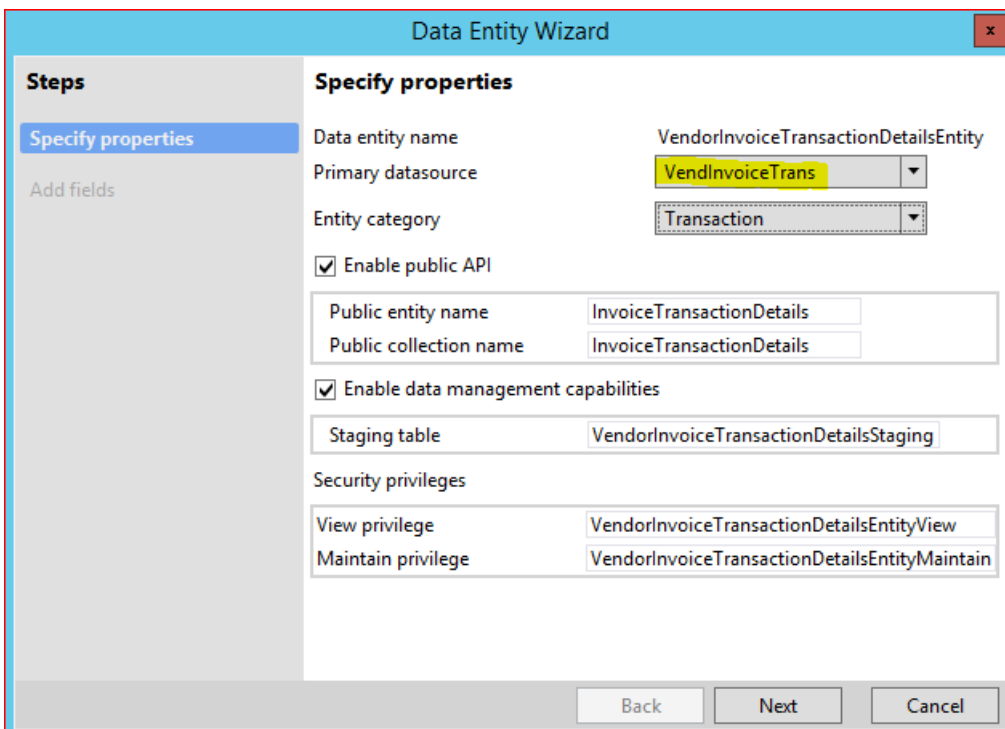 Data Entity Wizard
x
Steps
Specify properties
Add fields
Specify properties
Data entity name VendorInvoiceTransactionDetailsEntity
Primary datasource VendInvoiceTrans
Entity category Transaction
Enable public API
Public entity name InvoiceTransactionDetails
Public collection name InvoiceTransactionDetails
Enable data management capabilities
Staging table VendorInvoiceTransactionDetailsStaging
Security privileges
View privilege VendorInvoiceTransactionDetailsEntityView
Maintain privilege VendorInvoiceTransactionDetailsEntityMaintain
Back Next Cancel